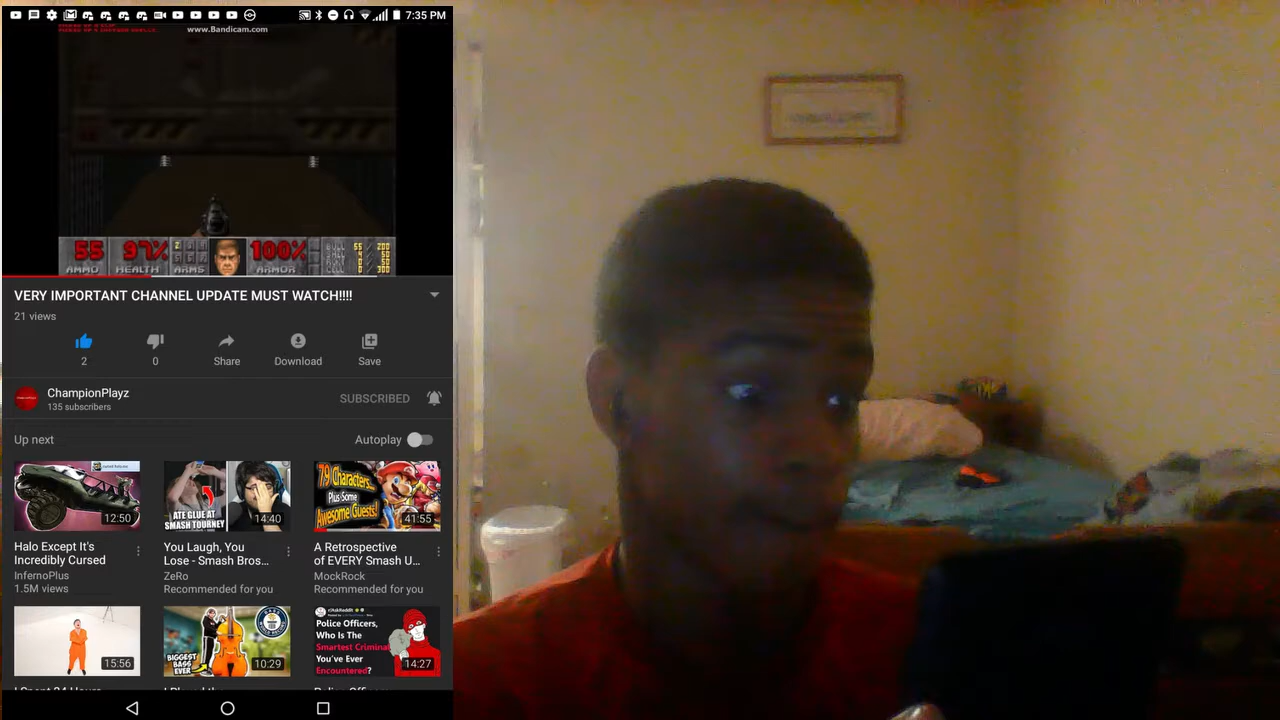 7:35 PM
www.Bandicam.com
55
97%
2
100%
AMMO
HEALTH
ARMS
ARMOR
VERY IMPORTANT CHANNEL UPDATE MUST WATCH!!!!
21 views
2
0
Share
Download
Save
ChampionPlayz
135 subscribers
SUBSCRIBED
Up next
Autoplay
12:50
ATE GLUE AT
SMASH TOURNEY
14:40
79 Characters...
Plus Some
Awesome Guests!
41:55
Halo Except It's
Incredibly Cursed
InfernoPlus
1.5M views
You Laugh, You
Lose - Smash Bros...
ZeRo
Recommended for you
A Retrospective
of EVERY Smash U...
MockRock
Recommended for you
15:56
BIGGEST
BASS
EVER
10:29
r/AskReddit
Police Officers,
Who Is The
Smartest Criminal
You've Ever
Encountered?
14:27